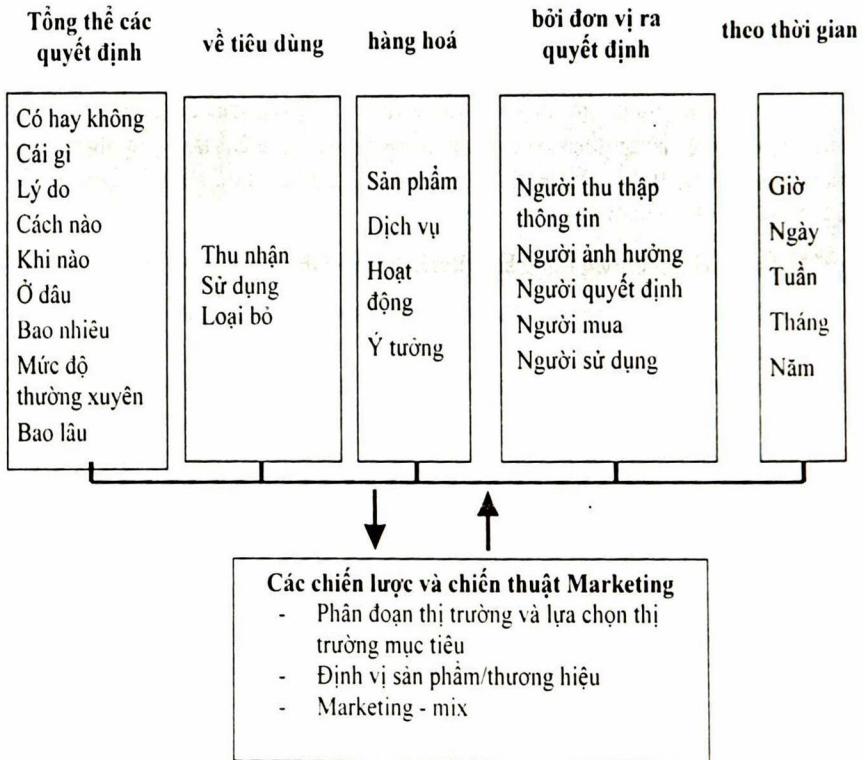 Tổng thể các
quyết định
về tiêu dùng
hàng hoá
bởi đơn vị ra
quyết định
theo thời gian
Có hay không
Cái gì
Lý do
Cách nào
Khi nào
Ở dâu
Bao nhiêu
Mức độ
thường xuyên
Bao lâu
Thu nhận
Sử dụng
Loại bỏ
Sản phẩm
Dịch vụ
Hoạt
động
Ý tưởng
Người thu thập
thông tin
Người ảnh hưởng
Người quyết định
Người mua
Người sử dụng
Giờ
Ngày
Tuần
Tháng
Năm
Các chiến lược và chiến thuật Marketing
- Phân đoạn thị trường và lựa chọn thị
trường mục tiêu
- Định vị sản phẩm/thương hiệu
- Marketing - mix